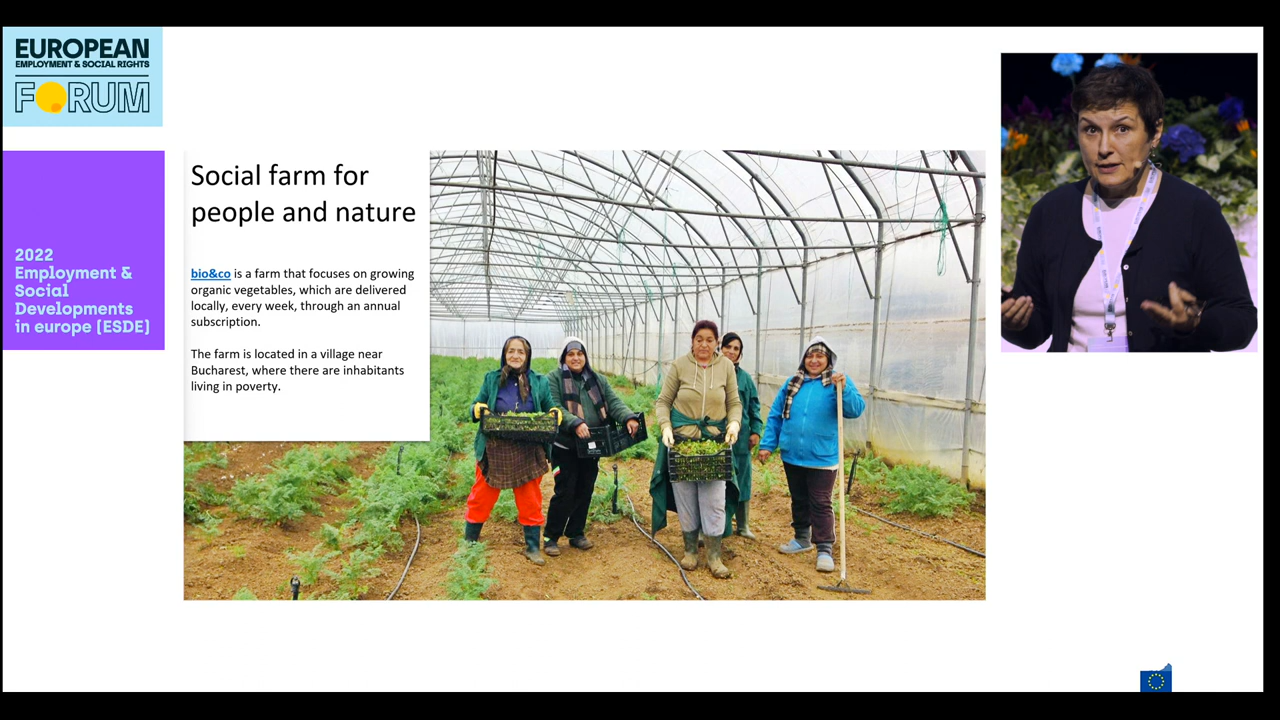 EUROPEAN
EMPLOYMENT & SOCIAL RIGHTS
FORUM
2022
Employment &
Social
Developments
in europe [ESDE]
Social farm for
people and nature
bio&co is a farm that focuses on growing
organic vegetables, which are delivered
locally, every week, through an annual
subscription.
The farm is located in a village near
Bucharest, where there are inhabitants
living in poverty.